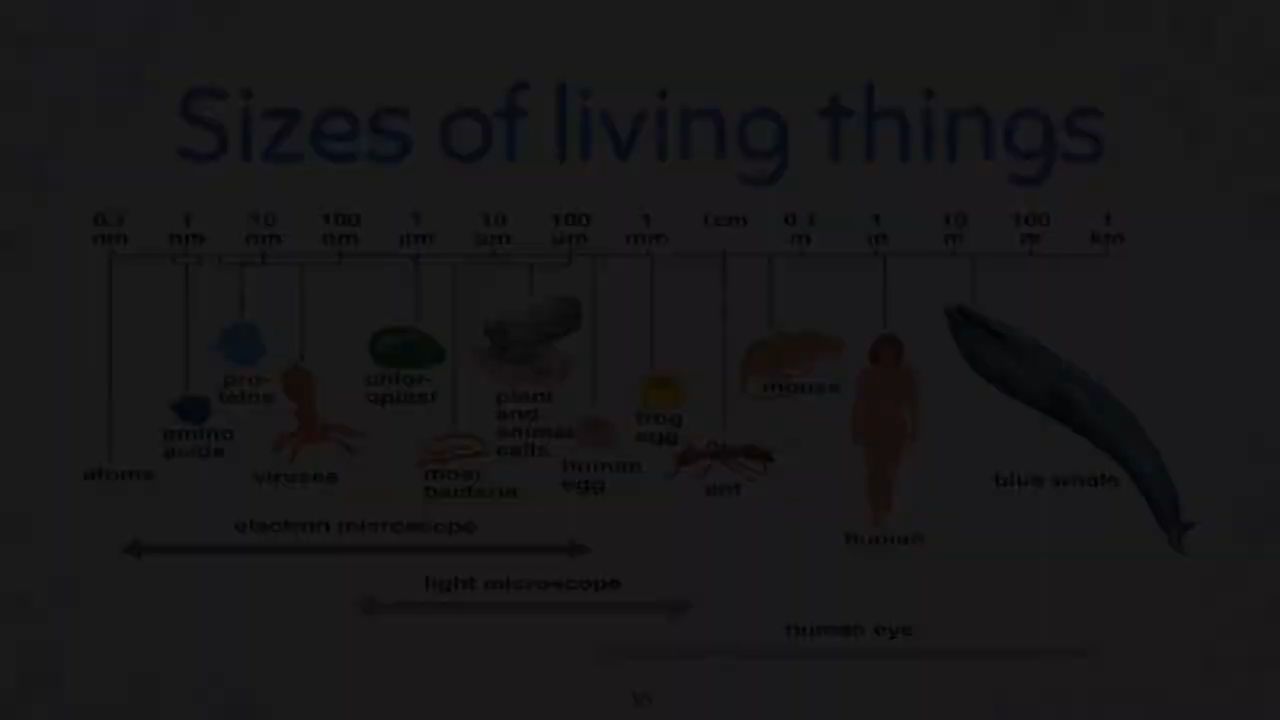 Sizes of living things
0.1 nm 1 nm 10 nm 100 nm 1 μm 10 μm 100 μm 1 mm 1cm 0.1 m 1 m 10 m 100 m 1 km
pro-
teins
chlor-
oplast
mouse
amino
acids
plant
and
animal
cells
frog
egg
atoms
viruses
most
bacteria
human
egg
ant
blue whale
electron microscope
human
light microscope
human eye